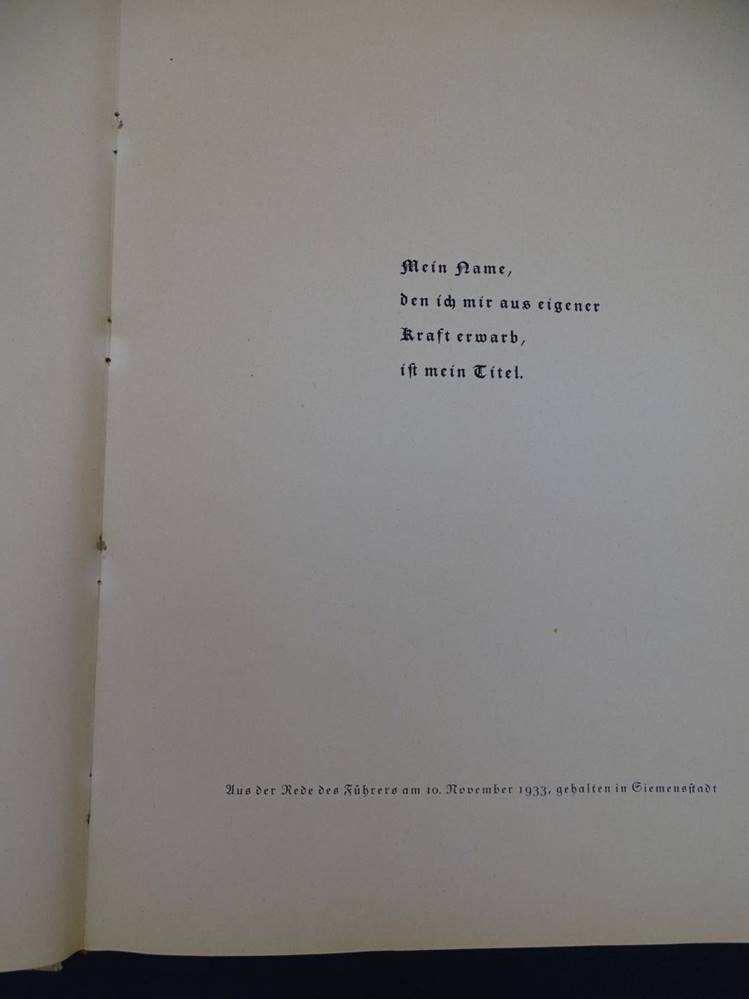 Mein Name,
den ich mir aus eigener
Kraft erwarb,
ist mein Titel.
Aus der Rede des Führers am 10. November 1933, gehalten in Siemensstadt